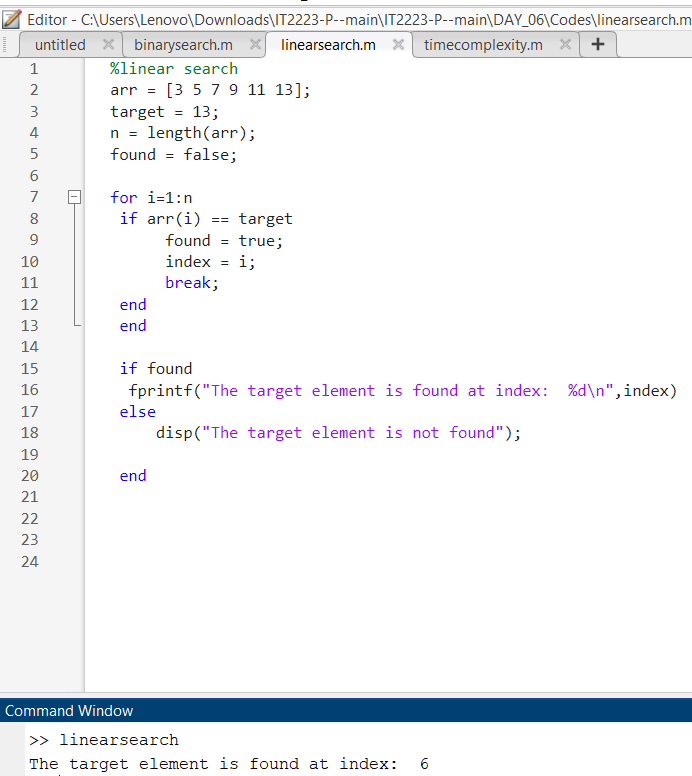 Editor - C:\Users\Lenovo\Downloads\IT2223-P--main\IT2223-P--main\DAY_06\Codes\linearsearch.m
untitled × binarysearch.m × linearsearch.m × timecomplexity.m × +
1 %linear search
2 arr = [3 5 7 9 11 13];
3 target = 13;
4 n = length(arr);
5 found = false;
6
7 for i=1:n
8 if arr(i) == target
9 found = true;
10 index = i;
11 break;
12 end
13 end
14
15 if found
16 fprintf("The target element is found at index:  %d\n",index)
17 else
18 disp("The target element is not found");
19
20 end
21
22
23
24
Command Window
>> linearsearch
The target element is found at index:  6